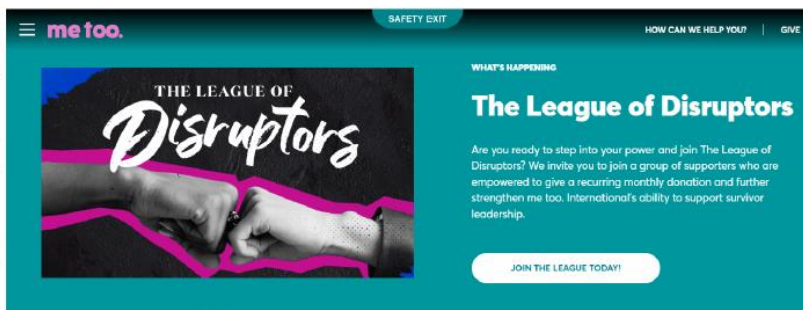 SAFETY EXIT
me too.
HOW CAN WE HELP YOU?
GIVE
WHAT'S HAPPENING
THE LEAGUE OF
Disruptors
The League of Disruptors
Are you ready to step into your power and join The League of
Disruptors? We invite you to join a group of supporters who are
empowered to give a recurring monthly donation and further
strengthen me too. International's ability to support survivor
leadership.
JOIN THE LEAGUE TODAY!